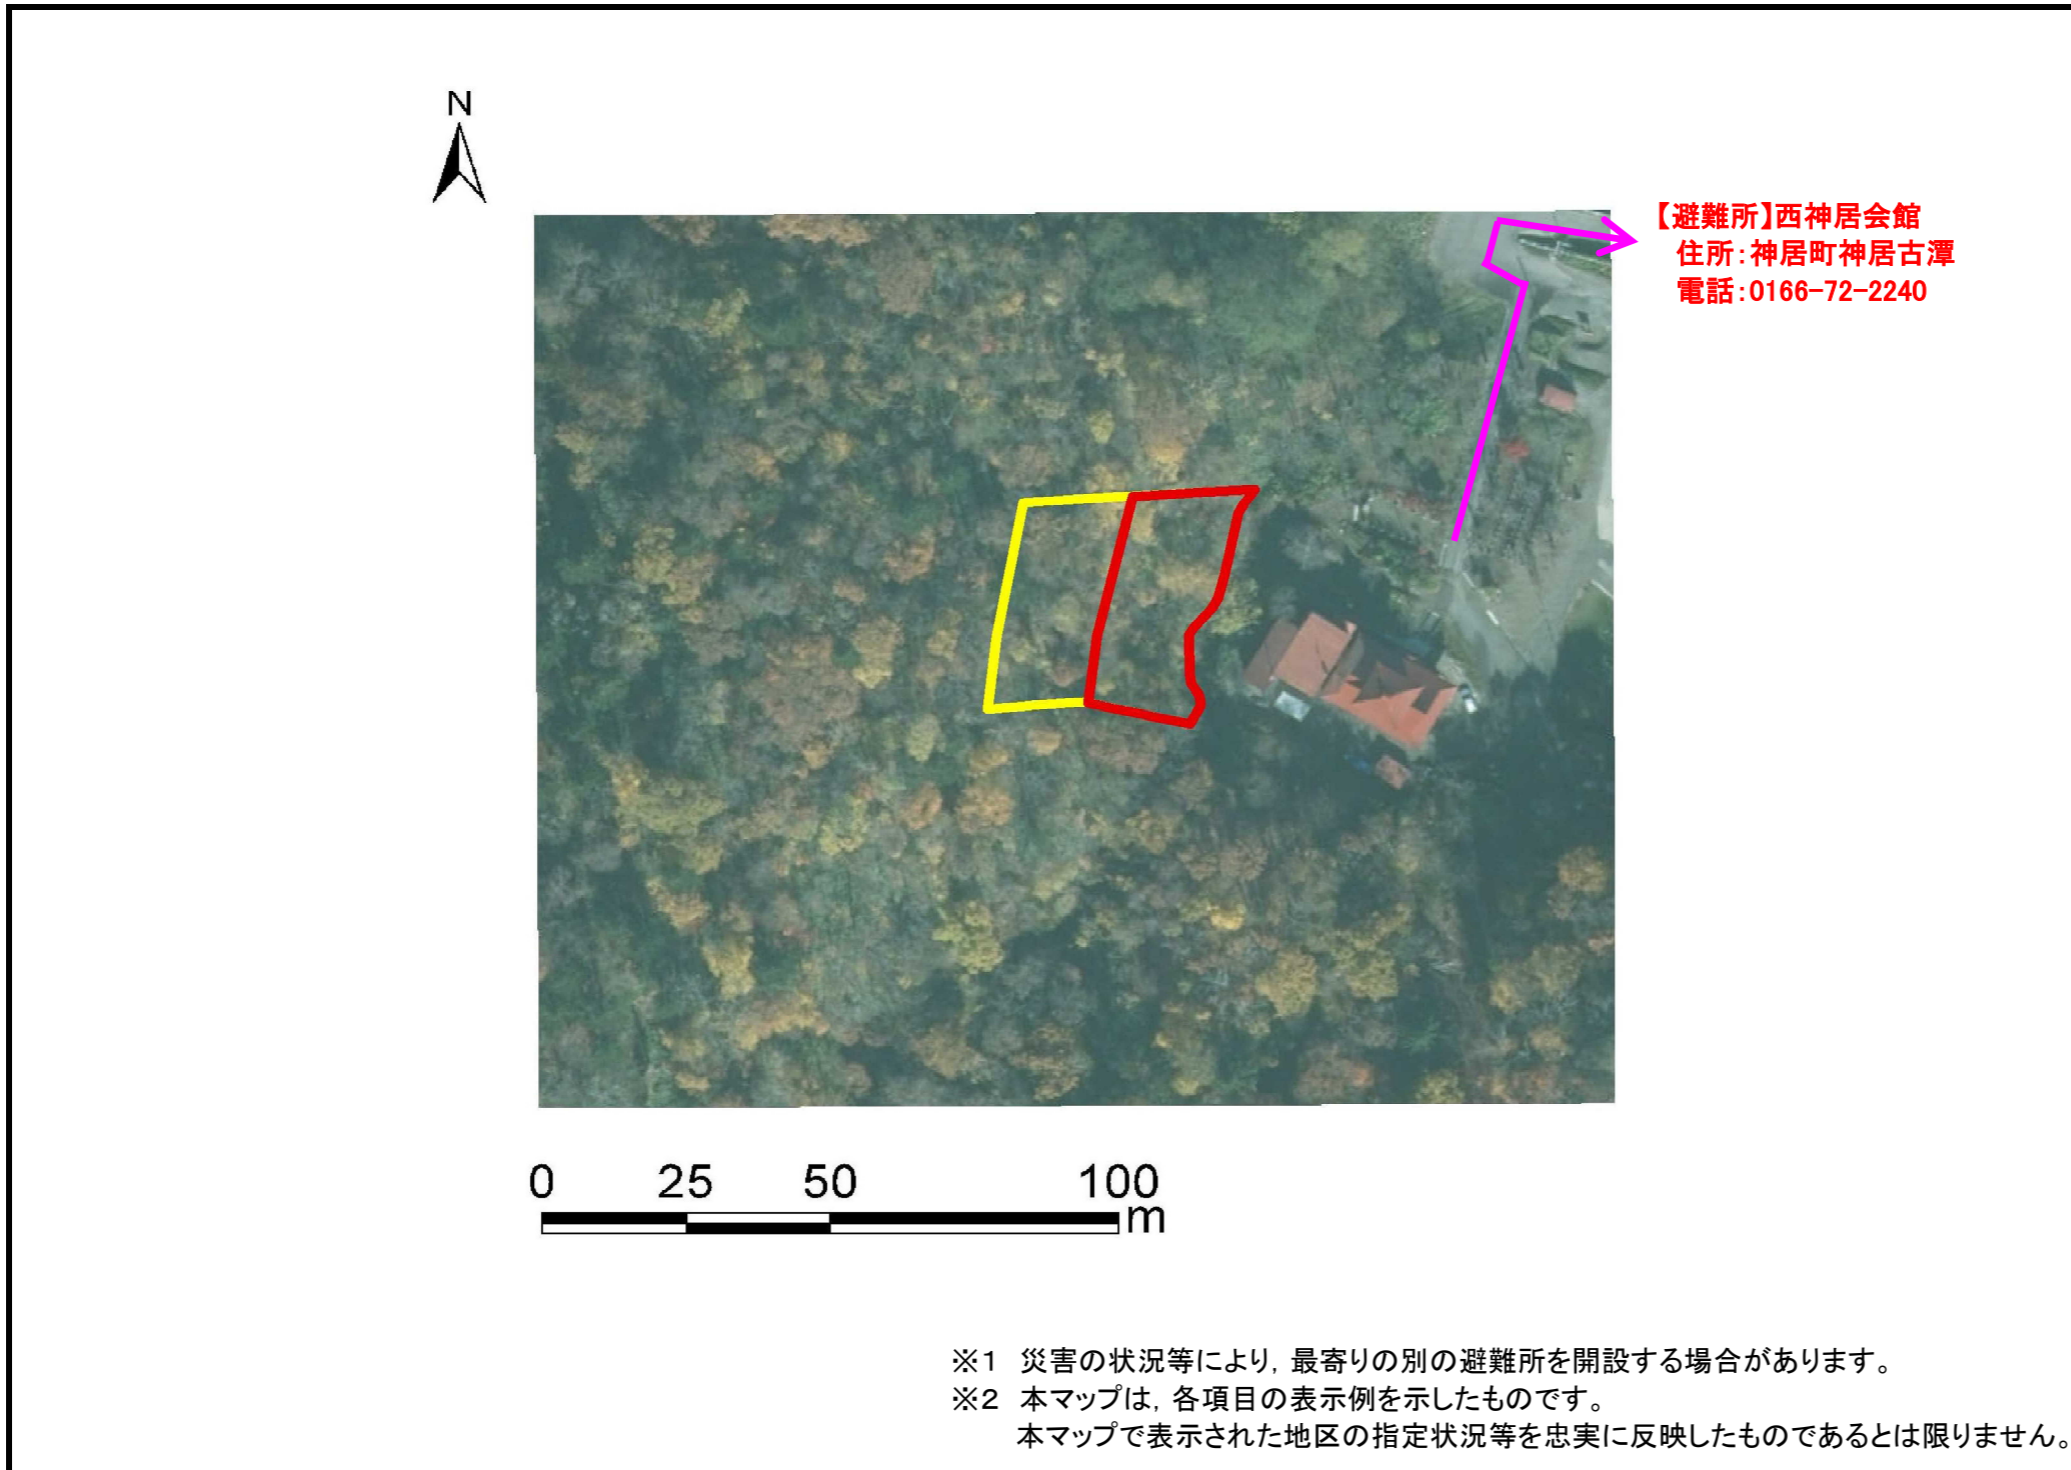 N
【避難所】西神居会館
住所:神居町神居古潭
電話:0166-72-2240
0 25 50 100
m
※1 災害の状況等により,最寄りの別の避難所を開設する場合があります。
※2 本マップは,各項目の表示例を示したものです。
本マップで表示された地区の指定状況等を忠実に反映したものであるとは限りません。